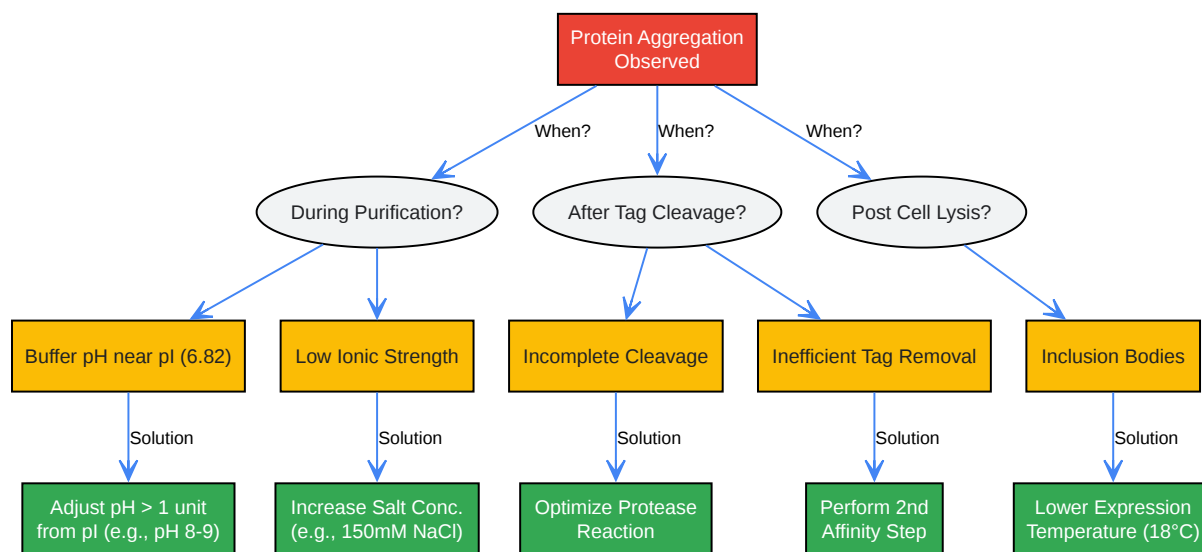 Protein Aggregation
Observed
When?
When?
When?
During Purification?
After Tag Cleavage?
Post Cell Lysis?
Buffer pH near pI (6.82)
Low Ionic Strength
Incomplete Cleavage
Inefficient Tag Removal
Inclusion Bodies
Solution
Solution
Solution
Solution
Solution
Adjust pH > 1 unit
from pI (e.g., pH 8-9)
Increase Salt Conc.
(e.g., 150mM NaCl)
Optimize Protease
Reaction
Perform 2nd
Affinity Step
Lower Expression
Temperature (18°C)